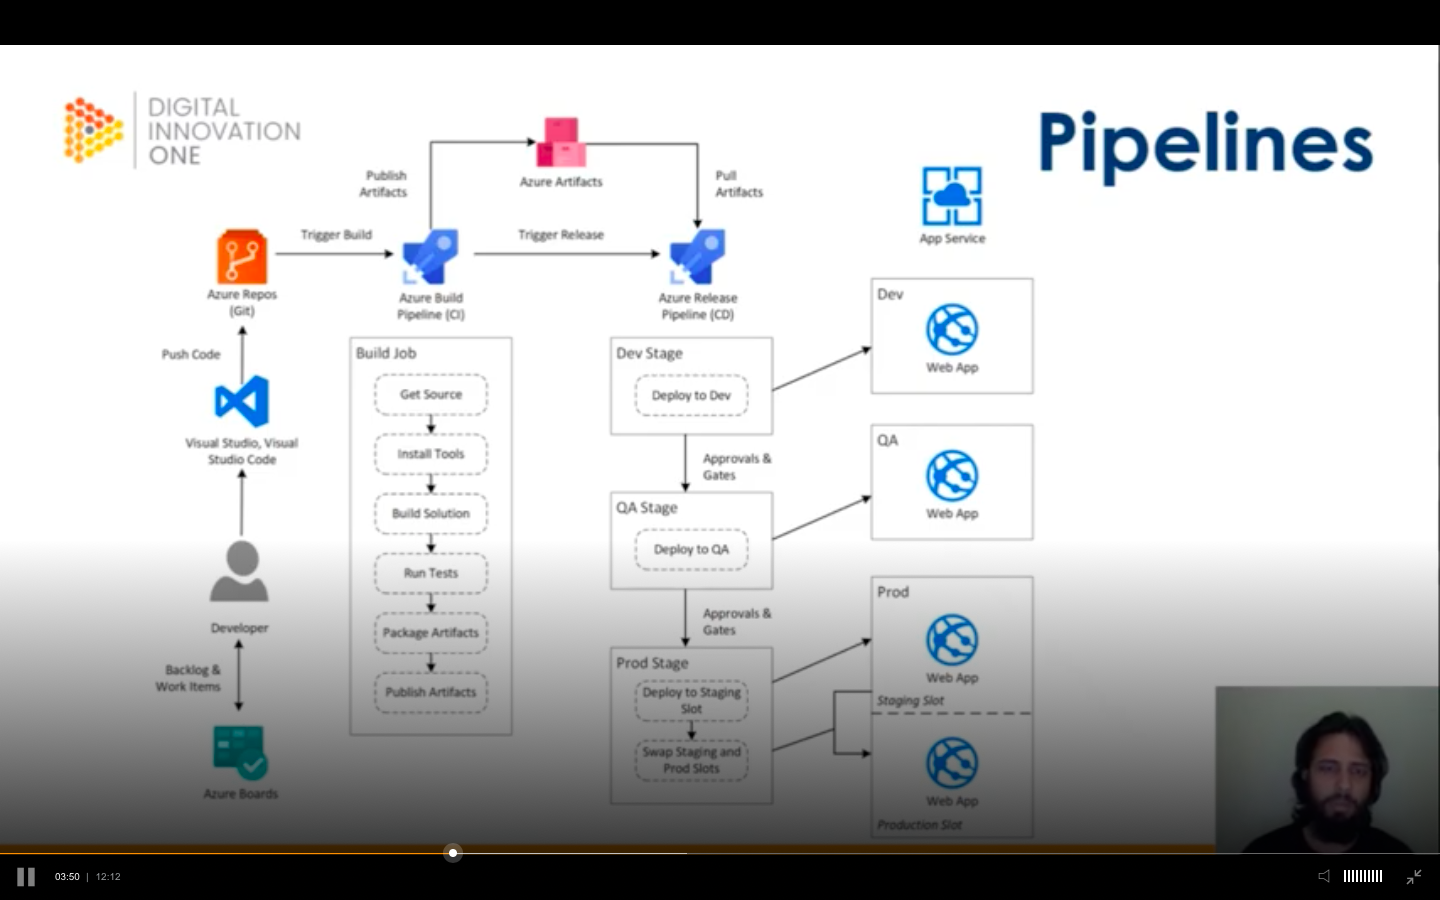 DIGITAL
INNOVATION
ONE
Pipelines
Publish
Artifacts
Azure Artifacts
Pull
Artifacts
App Service
Trigger Build
Trigger Release
Azure Repos
(Git)
Azure Build
Pipeline (CI)
Azure Release
Pipeline (CD)
Push Code
Visual Studio, Visual
Studio Code
Developer
Backlog &
Work Items
Azure Boards
Build Job
Get Source
Install Tools
Build Solution
Run Tests
Package Artifacts
Publish Artifacts
Dev Stage
Deploy to Dev
Approvals &
Gates
QA Stage
Deploy to QA
Approvals &
Gates
Prod Stage
Deploy to Staging
Slot
Swap Staging and
Prod Slots
Dev
Web App
QA
Web App
Prod
Web App
Staging Slot
Web App
Production Slot
03:50 | 12:12